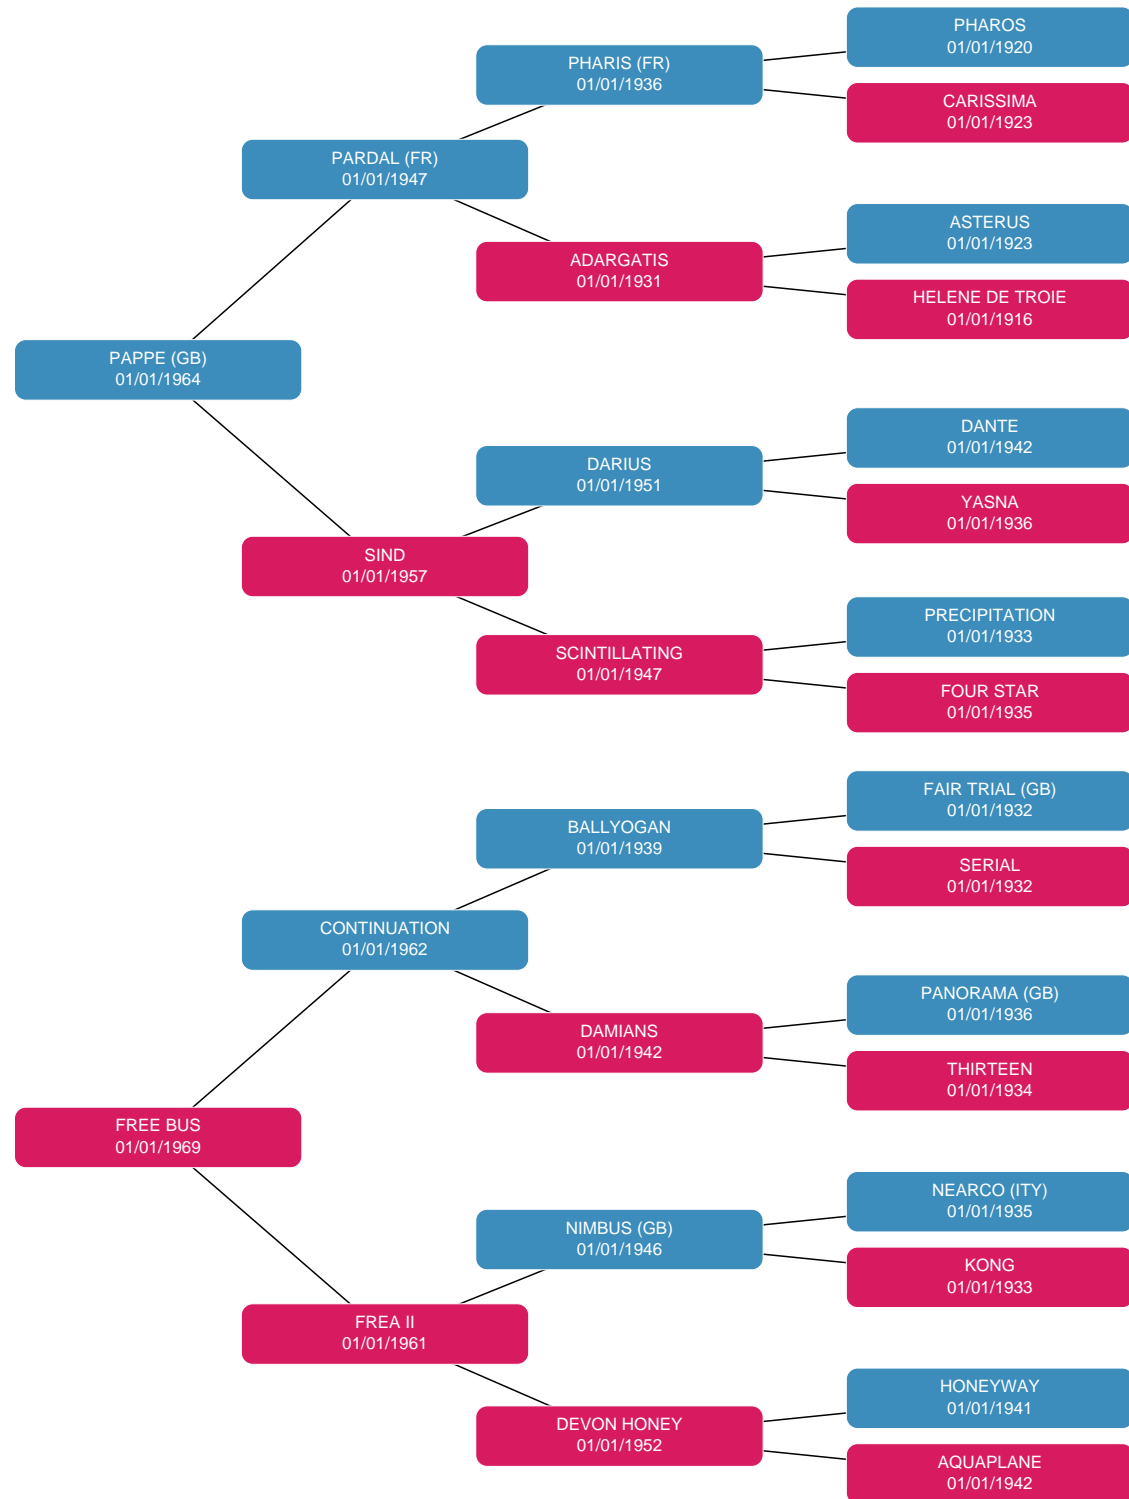 PHAROS
01/01/1920
PHARIS (FR)
01/01/1936
CARISSIMA
01/01/1923
PARDAL (FR)
01/01/1947
ASTERUS
01/01/1923
ADARGATIS
01/01/1931
HELENE DE TROIE
01/01/1916
PAPPE (GB)
01/01/1964
DANTE
01/01/1942
DARIUS
01/01/1951
YASNA
01/01/1936
SIND
01/01/1957
PRECIPITATION
01/01/1933
SCINTILLATING
01/01/1947
FOUR STAR
01/01/1935
FAIR TRIAL (GB)
01/01/1932
BALLYOGAN
01/01/1939
SERIAL
01/01/1932
CONTINUATION
01/01/1962
PANORAMA (GB)
01/01/1936
DAMIANS
01/01/1942
THIRTEEN
01/01/1934
FREE BUS
01/01/1969
NEARCO (ITY)
01/01/1935
NIMBUS (GB)
01/01/1946
KONG
01/01/1933
FREA II
01/01/1961
HONEYWAY
01/01/1941
DEVON HONEY
01/01/1952
AQUAPLANE
01/01/1942